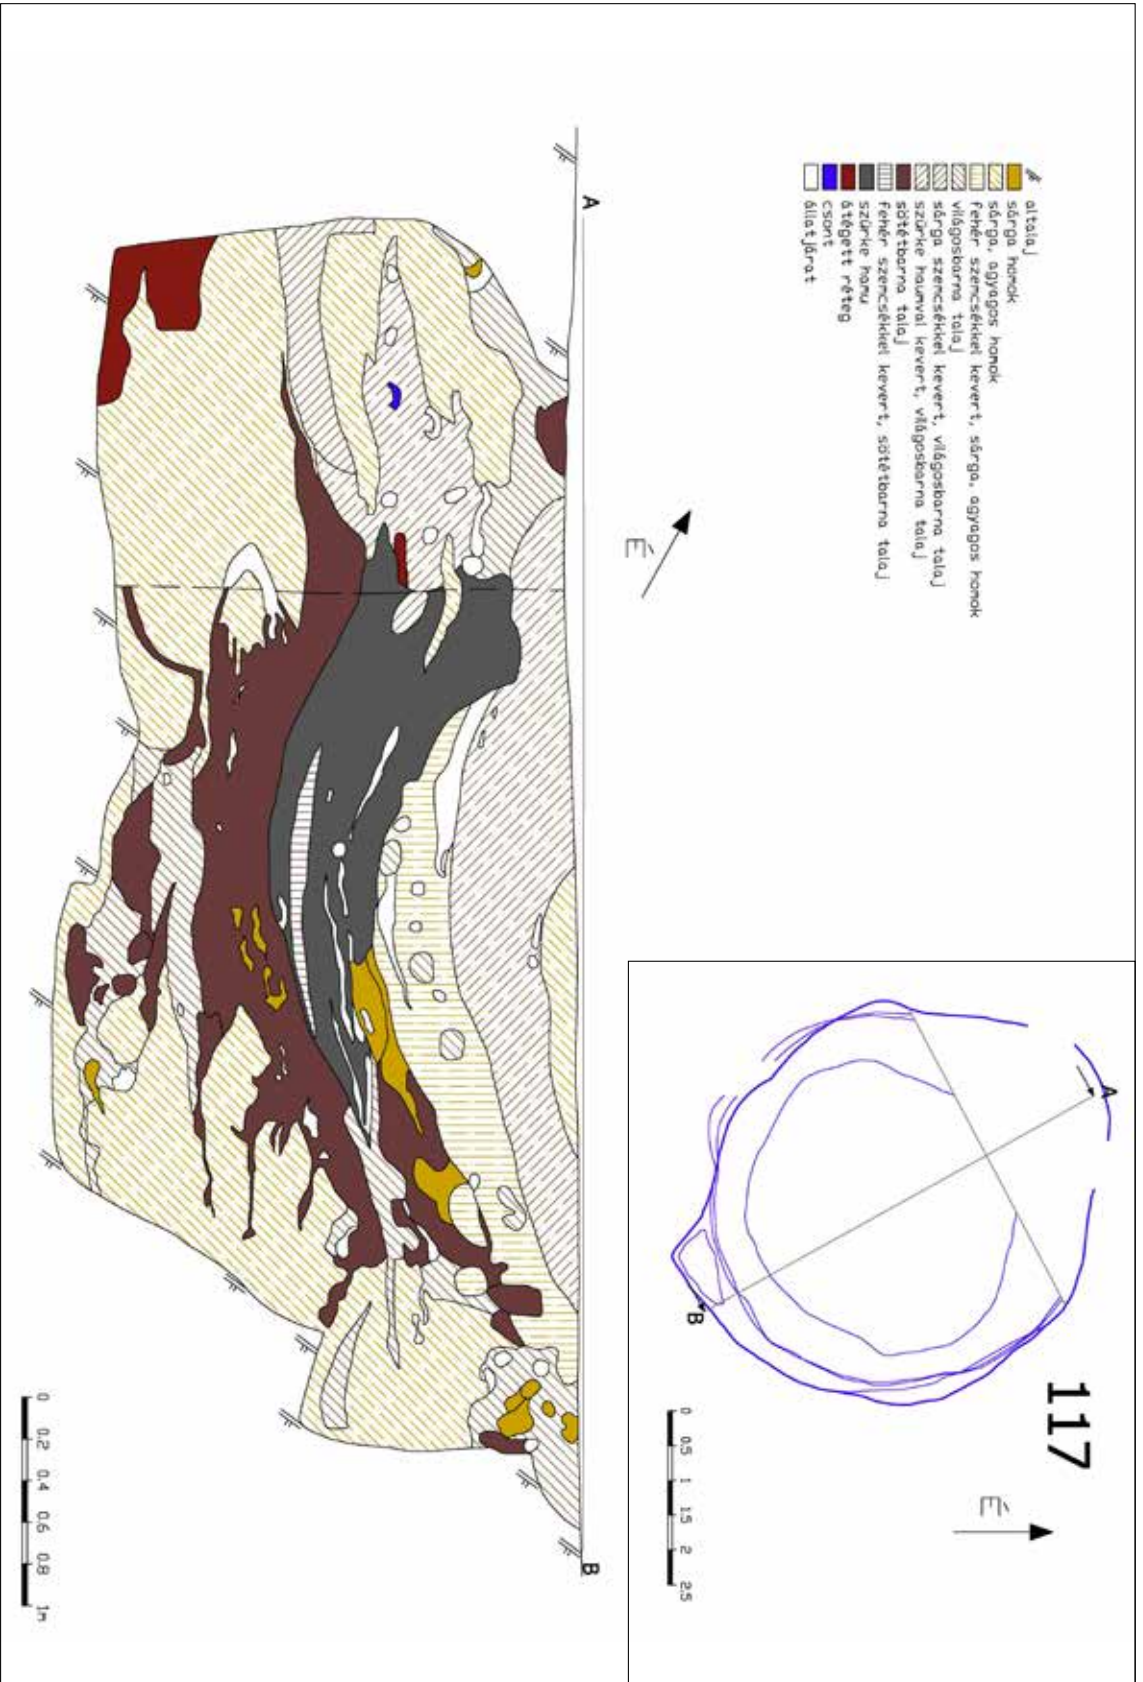 altalaj
sárga homok
sárga, agyagos homok
fehér szemcsékkel kevert, sárga, agyagos homok
világosbarna talaj
sárga szemcsékkel kevert, világosbarna talaj
szürke haumval kevert, világosbarna talaj
sötétbarna talaj
fehér szemcsékkel kevert, sötétbarna talaj
szürke hamu
átégett réteg
csont
állatjárat
É
A
B
0 0.2 0.4 0.6 0.8 1m
117
É
A
B
0 0.5 1 1.5 2 2.5